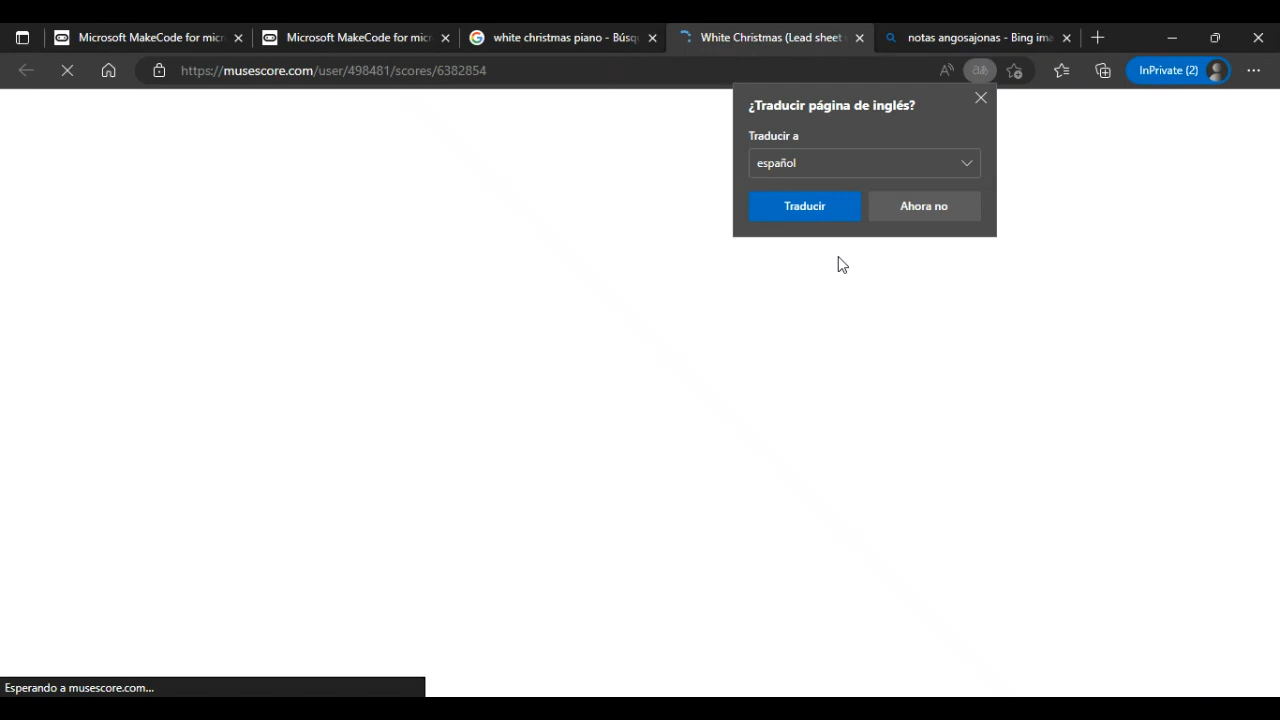 Microsoft MakeCode for micr
Microsoft MakeCode for micr
white christmas piano - Búsq
White Christmas (Lead sheet
notas angosajonas - Bing ima
https://musescore.com/user/498481/scores/6382854
InPrivate (2)
¿Traducir página de inglés?
Traducir a
español
Traducir
Ahora no
Esperando a musescore.com...